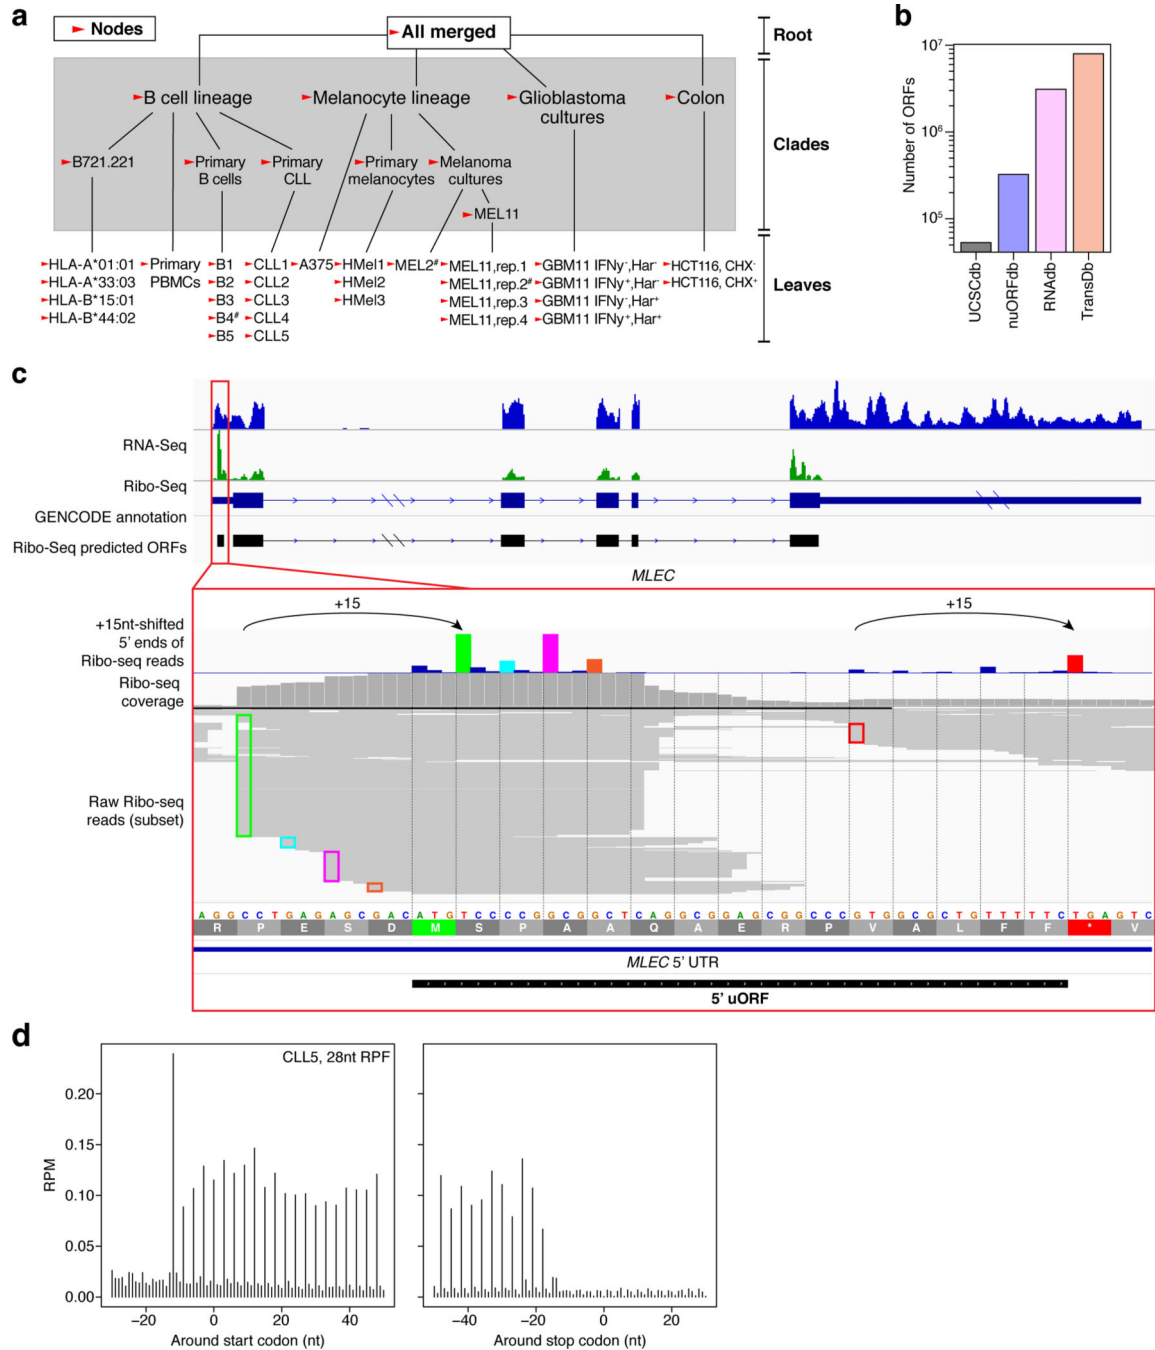 a
Nodes
All merged
Root
B cell lineage
Melanocyte lineage
Glioblastoma
cultures
Colon
Clades
B721.221
Primary
B cells
Primary
CLL
Primary
melanocytes
Melanoma
cultures
MEL11
HLA-A*01:01
HLA-A*33:03
HLA-B*15:01
HLA-B*44:02
Primary
PBMCs
B1
B2
B3
B4#
B5
CLL1
CLL2
CLL3
CLL4
CLL5
A375
HMel1
HMel2
HMel3
MEL2#
MEL11,rep.1
MEL11,rep.2#
MEL11,rep.3
MEL11,rep.4
GBM11 IFNγ-,Har-
GBM11 IFNγ+,Har-
GBM11 IFNγ-,Har+
GBM11 IFNγ+,Har+
HCT116, CHX-
HCT116, CHX+
Leaves
b
Number of ORFs
10^7
10^6
10^5
UCSCdb
nuORFdb
RNAdb
TransDb
c
RNA-Seq
Ribo-Seq
GENCODE annotation
Ribo-Seq predicted ORFs
MLEC
+15
+15
+15nt-shifted
5' ends of
Ribo-seq reads
Ribo-seq
coverage
Raw Ribo-seq
reads (subset)
A G G C C T G A G A G C G A C A T G T C C C C G G C G G C T C A G G C G G A G C G G C C C G T G G C G C T G T T T T T C T G A G T C
R P E S D M S P A A Q A E R P V A L F F * V
MLEC 5' UTR
5' uORF
d
CLL5, 28nt RPF
RPM
0.20
0.15
0.10
0.05
0.00
−20 0 20 40
Around start codon (nt)
−40 −20 0 20
Around stop codon (nt)